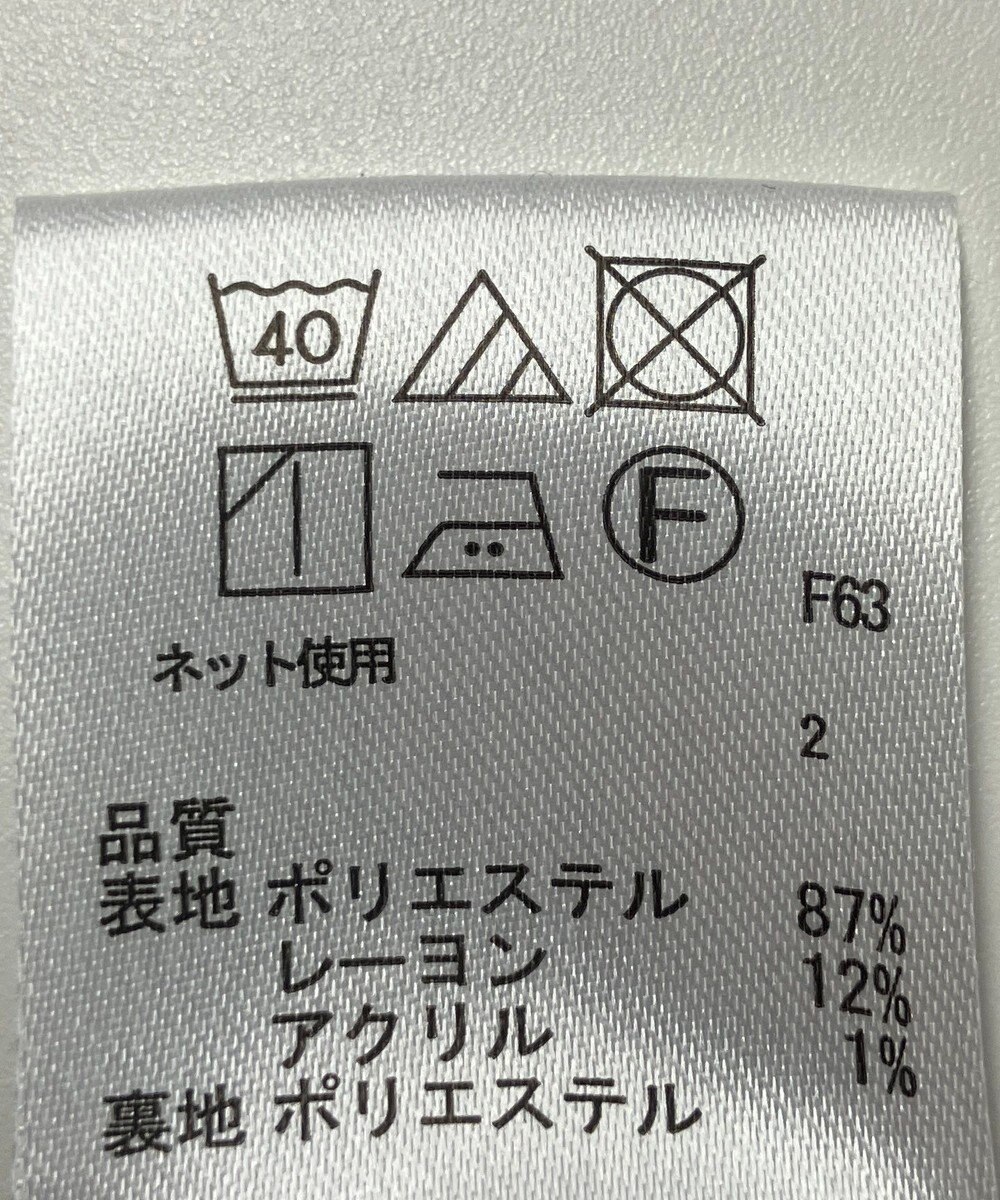 40
F
F63
ネット使用
2
品質
表地 ポリエステル 87%
レーヨン 12%
アクリル 1%
裏地 ポリエステル